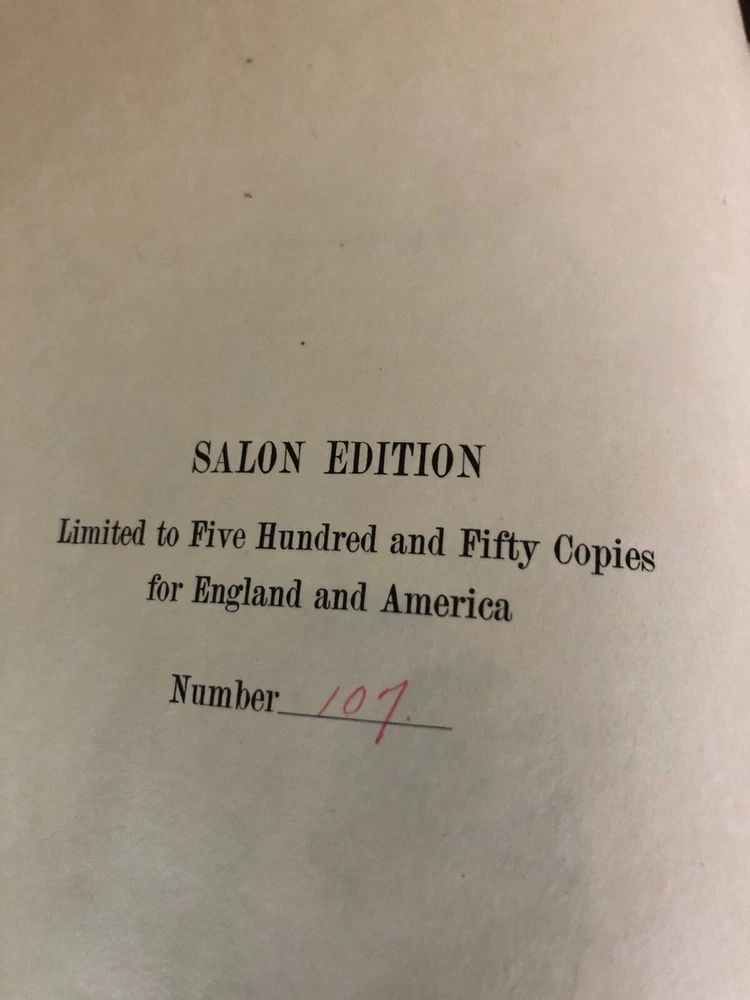 SALON EDITION
Limited to Five Hundred and Fifty Copies
for England and America
Number 107.